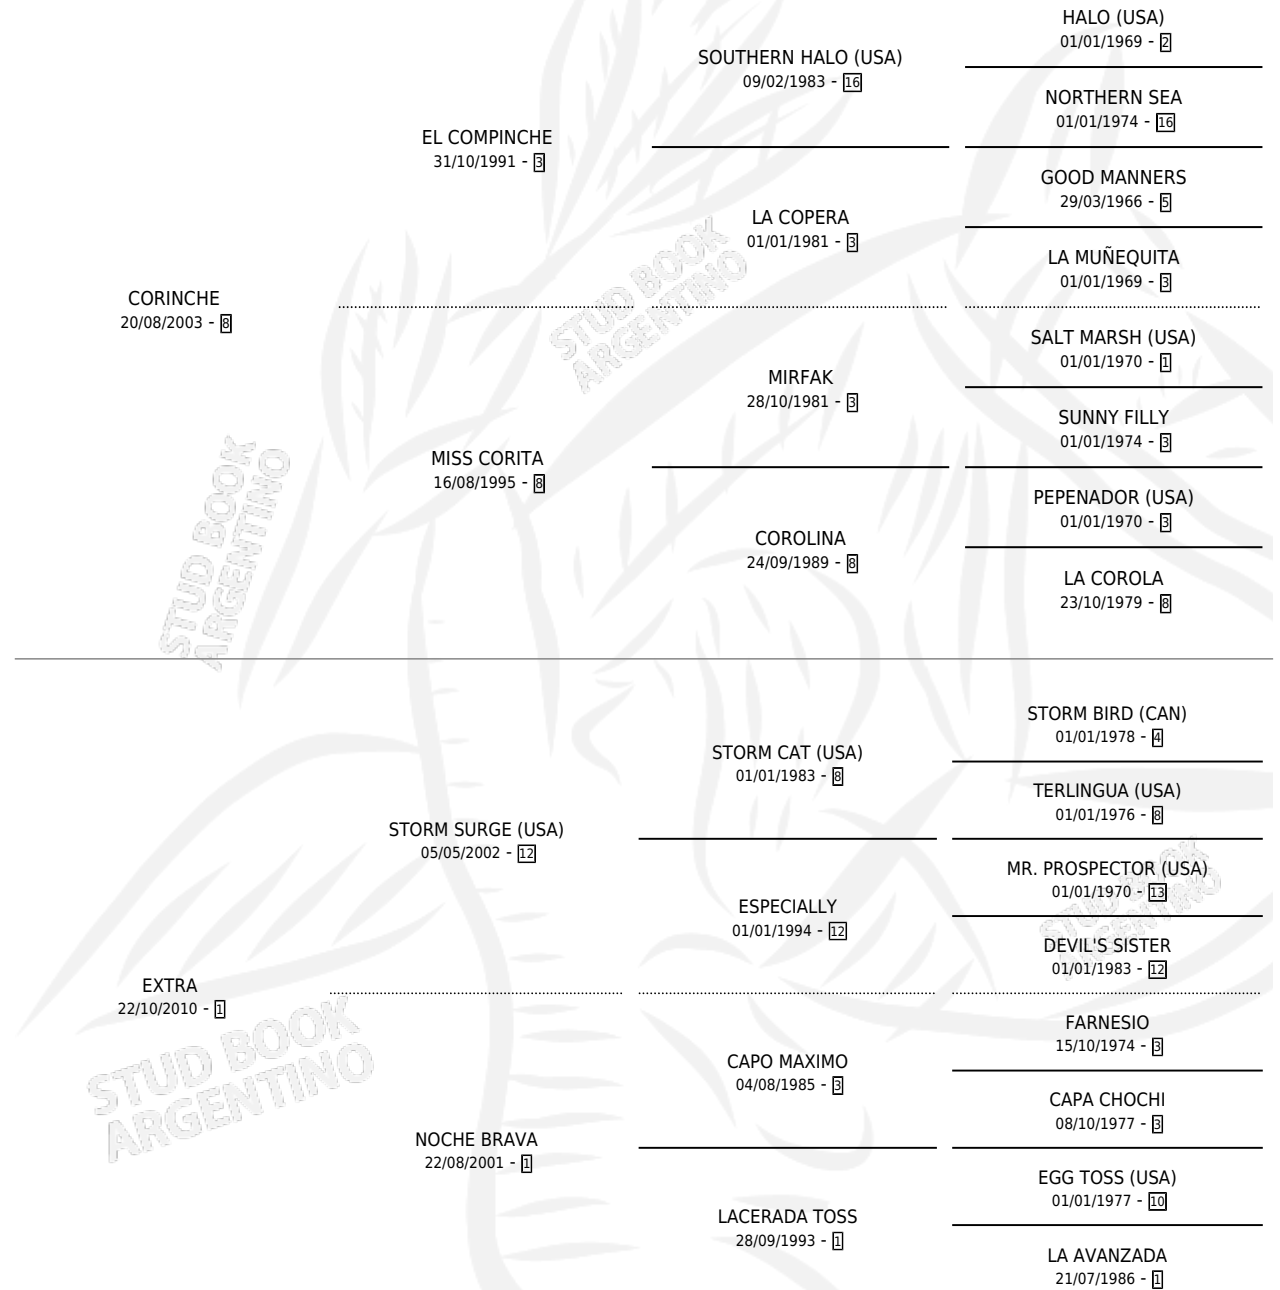 HALO (USA)
01/01/1969 - 2
SOUTHERN HALO (USA)
09/02/1983 - 16
NORTHERN SEA
01/01/1974 - 16
EL COMPINCHE
31/10/1991 - 3
GOOD MANNERS
29/03/1966 - 5
LA COPERA
01/01/1981 - 3
LA MUÑEQUITA
01/01/1969 - 3
CORINCHE
20/08/2003 - 8
SALT MARSH (USA)
01/01/1970 - 1
MIRFAK
28/10/1981 - 3
SUNNY FILLY
01/01/1974 - 3
MISS CORITA
16/08/1995 - 8
PEPENADOR (USA)
01/01/1970 - 3
COROLINA
24/09/1989 - 8
LA COROLA
23/10/1979 - 8
STUD BOOK
ARGENTINO
STUD BOOK
ARGENTINO
STORM BIRD (CAN)
01/01/1978 - 4
STORM CAT (USA)
01/01/1983 - 8
TERLINGUA (USA)
01/01/1976 - 8
STORM SURGE (USA)
05/05/2002 - 12
MR. PROSPECTOR (USA)
01/01/1970 - 13
ESPECIALLY
01/01/1994 - 12
DEVIL'S SISTER
01/01/1983 - 12
EXTRA
22/10/2010 - 1
FARNESIO
15/10/1974 - 3
CAPO MAXIMO
04/08/1985 - 3
CAPA CHOCHI
08/10/1977 - 3
NOCHE BRAVA
22/08/2001 - 1
EGG TOSS (USA)
01/01/1977 - 10
LACERADA TOSS
28/09/1993 - 1
LA AVANZADA
21/07/1986 - 1
STUD BOOK
ARGENTINO
STUD BOOK
ARGENTINO